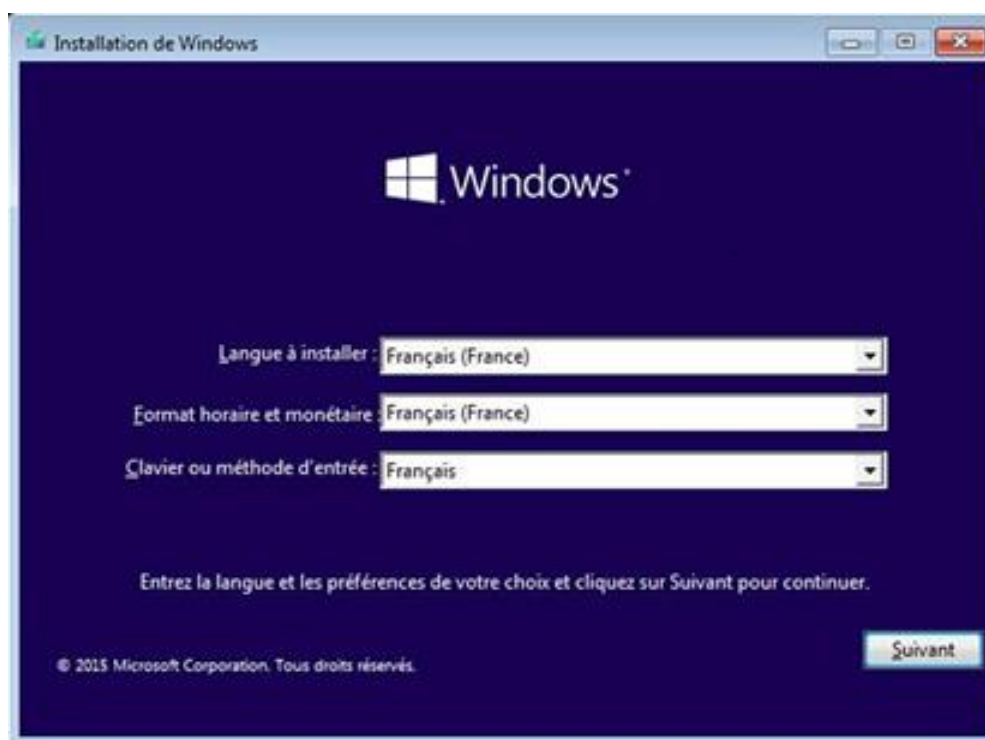 Installation de Windows
Windows
Langue à installer : Français (France)
Format horaire et monétaire : Français (France)
Clavier ou méthode d'entrée : Français
Entrez la langue et les préférences de votre choix et cliquez sur Suivant pour continuer.
Suivant
© 2015 Microsoft Corporation. Tous droits réservés.